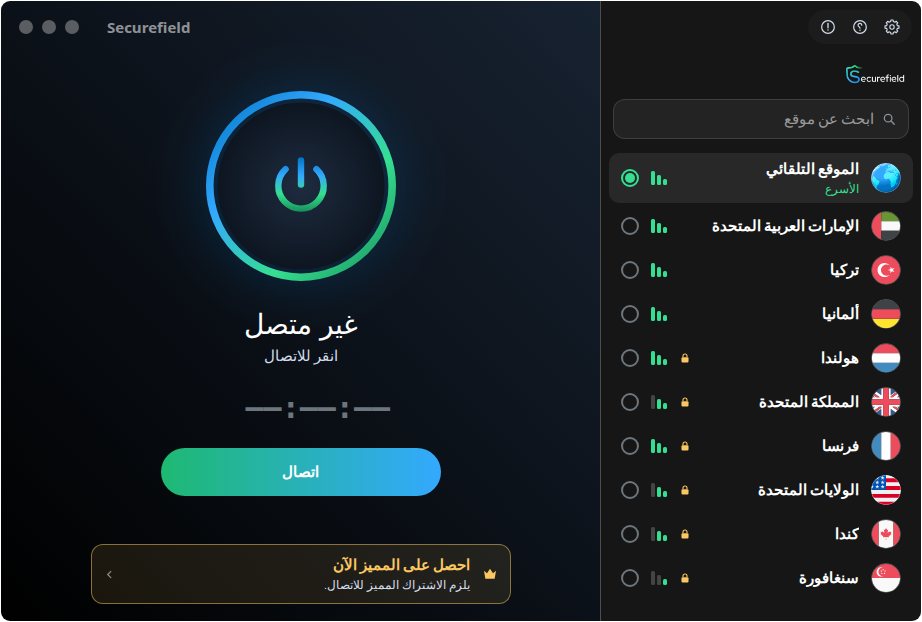 Securefield
Securefield
ابحث عن موقع
الموقع التلقائي
الأسرع
الإمارات العربية المتحدة
تركيا
ألمانيا
هولندا
المملكة المتحدة
فرنسا
الولايات المتحدة
كندا
سنغافورة
غير متصل
انقر للاتصال
--:--:--
اتصال
احصل على المميز الآن
يلزم الاشتراك المميز للاتصال.